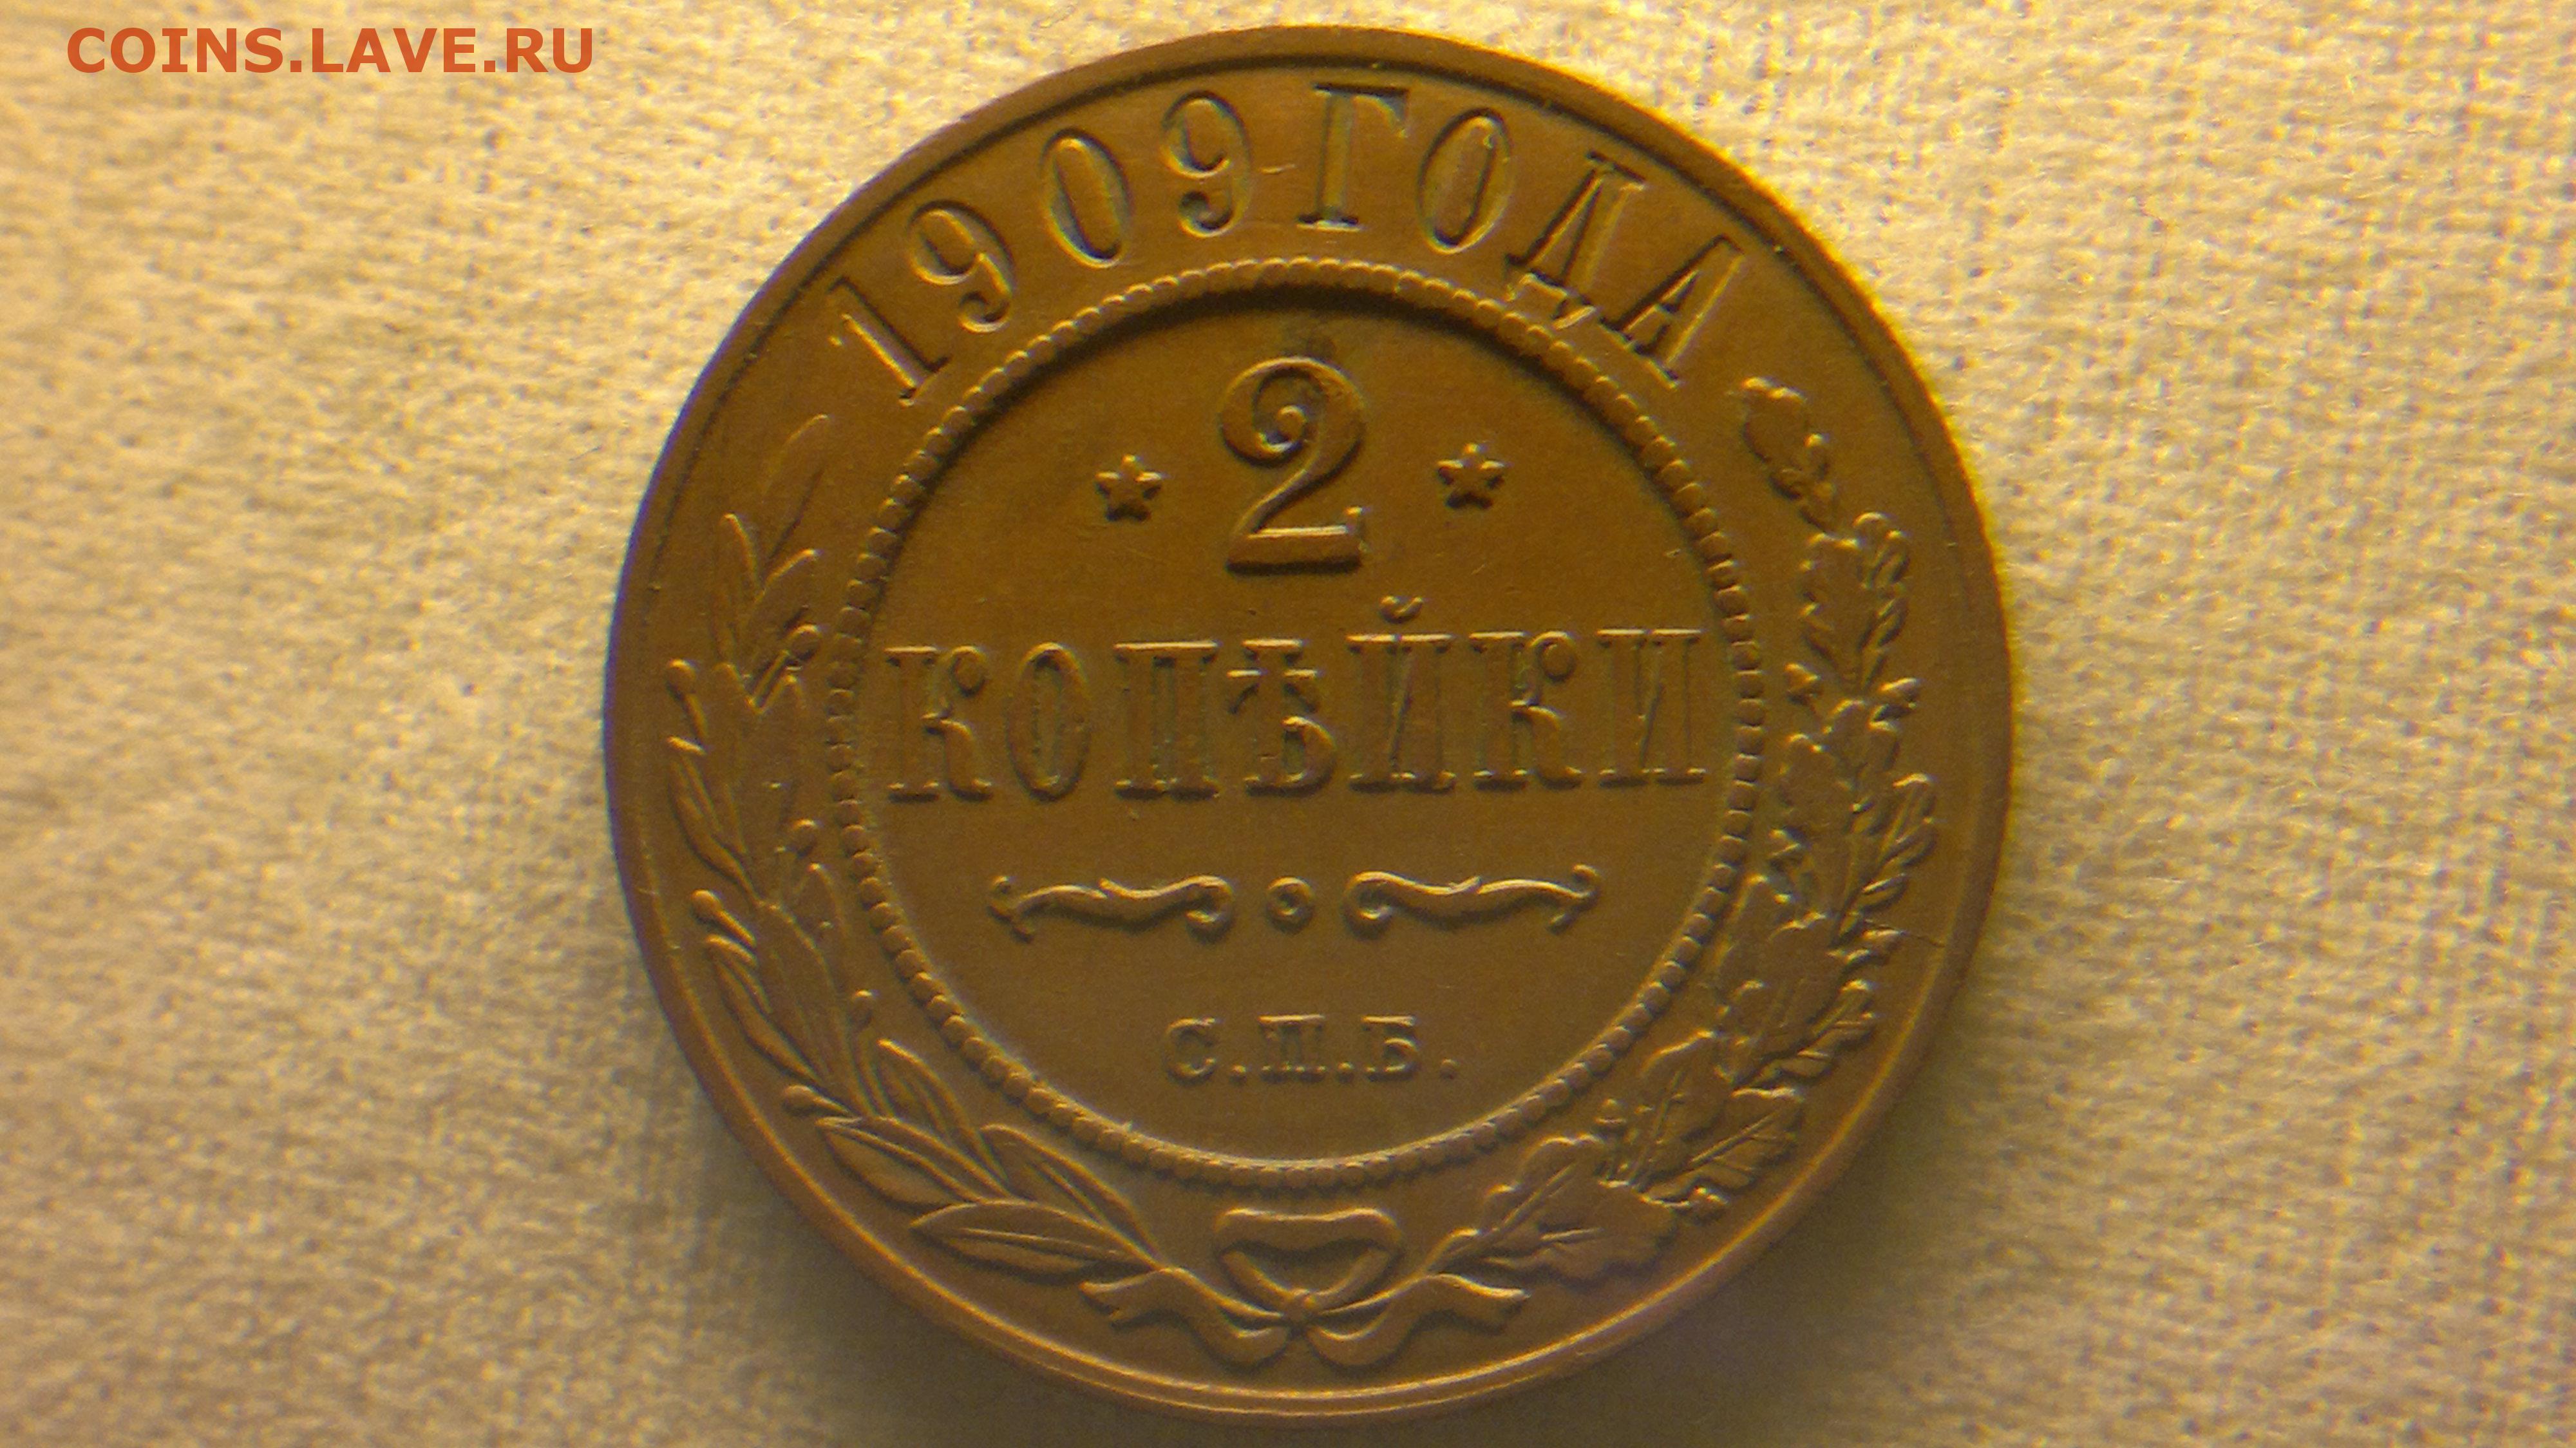 COINS.LAVE.RU
1909 ГОДА
2
КОПѢЙКИ
С.П.Б.